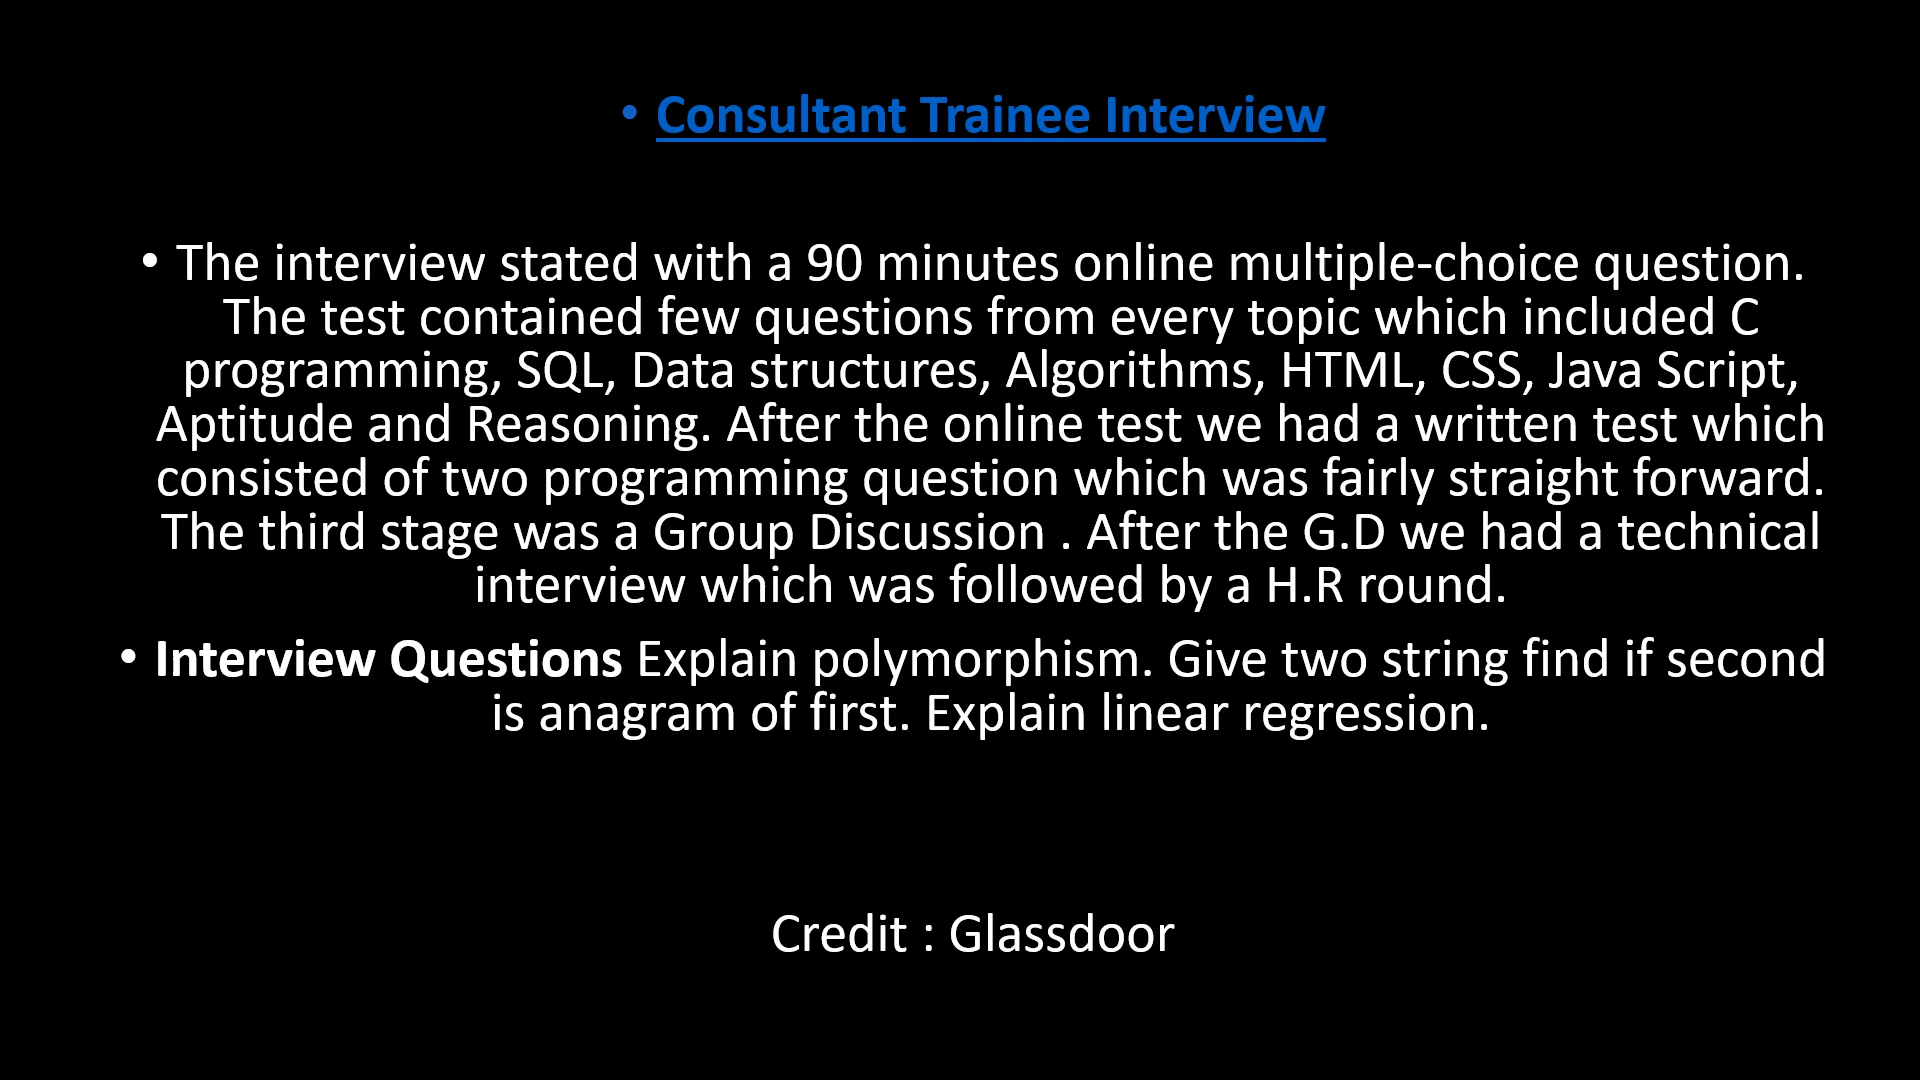 • Consultant Trainee Interview
• The interview stated with a 90 minutes online multiple-choice question.
The test contained few questions from every topic which included C
programming, SQL, Data structures, Algorithms, HTML, CSS, Java Script,
Aptitude and Reasoning. After the online test we had a written test which
consisted of two programming question which was fairly straight forward.
The third stage was a Group Discussion . After the G.D we had a technical
interview which was followed by a H.R round.
• Interview Questions Explain polymorphism. Give two string find if second
is anagram of first. Explain linear regression.
Credit : Glassdoor